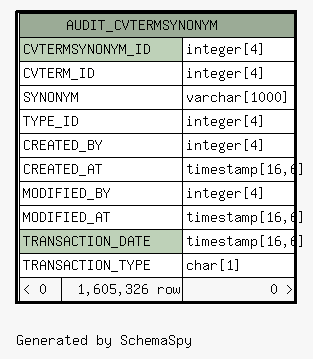 AUDIT_CVTERMSYNONYM
CVTERMSYNONYM_ID integer[4]
CVTERM_ID integer[4]
SYNONYM varchar[1000]
TYPE_ID integer[4]
CREATED_BY integer[4]
CREATED_AT timestamp[16,6]
MODIFIED_BY integer[4]
MODIFIED_AT timestamp[16,6]
TRANSACTION_DATE timestamp[16,6]
TRANSACTION_TYPE char[1]
< 0 1,605,326 row 0 >
Generated by SchemaSpy